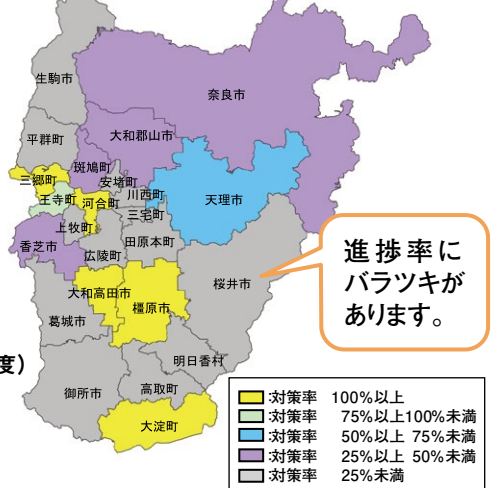 生駒市
奈良市
平群町
大和郡山市
斑鳩町
三郷町
安堵町
王寺町
河合町
川西町
天理市
三宅町
上牧町
香芝市
田原本町
広陵町
進捗率に
バラツキが
あります。
桜井市
大和高田市
橿原市
葛城市
明日香村
度）
御所市
高取町
大淀町
:対策率 100%以上
:対策率 75%以上100%未満
:対策率 50%以上 75%未満
:対策率 25%以上 50%未満
:対策率 25%未満